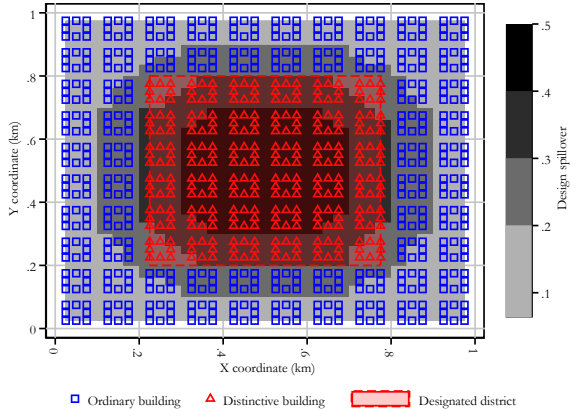 1
.8
.6
.4
.2
0
Y coordinate (km)
0
.2
.4
.6
.8
1
X coordinate (km)
.5
.4
.3
.2
.1
Design spillover
Ordinary building
Distinctive building
Designated district